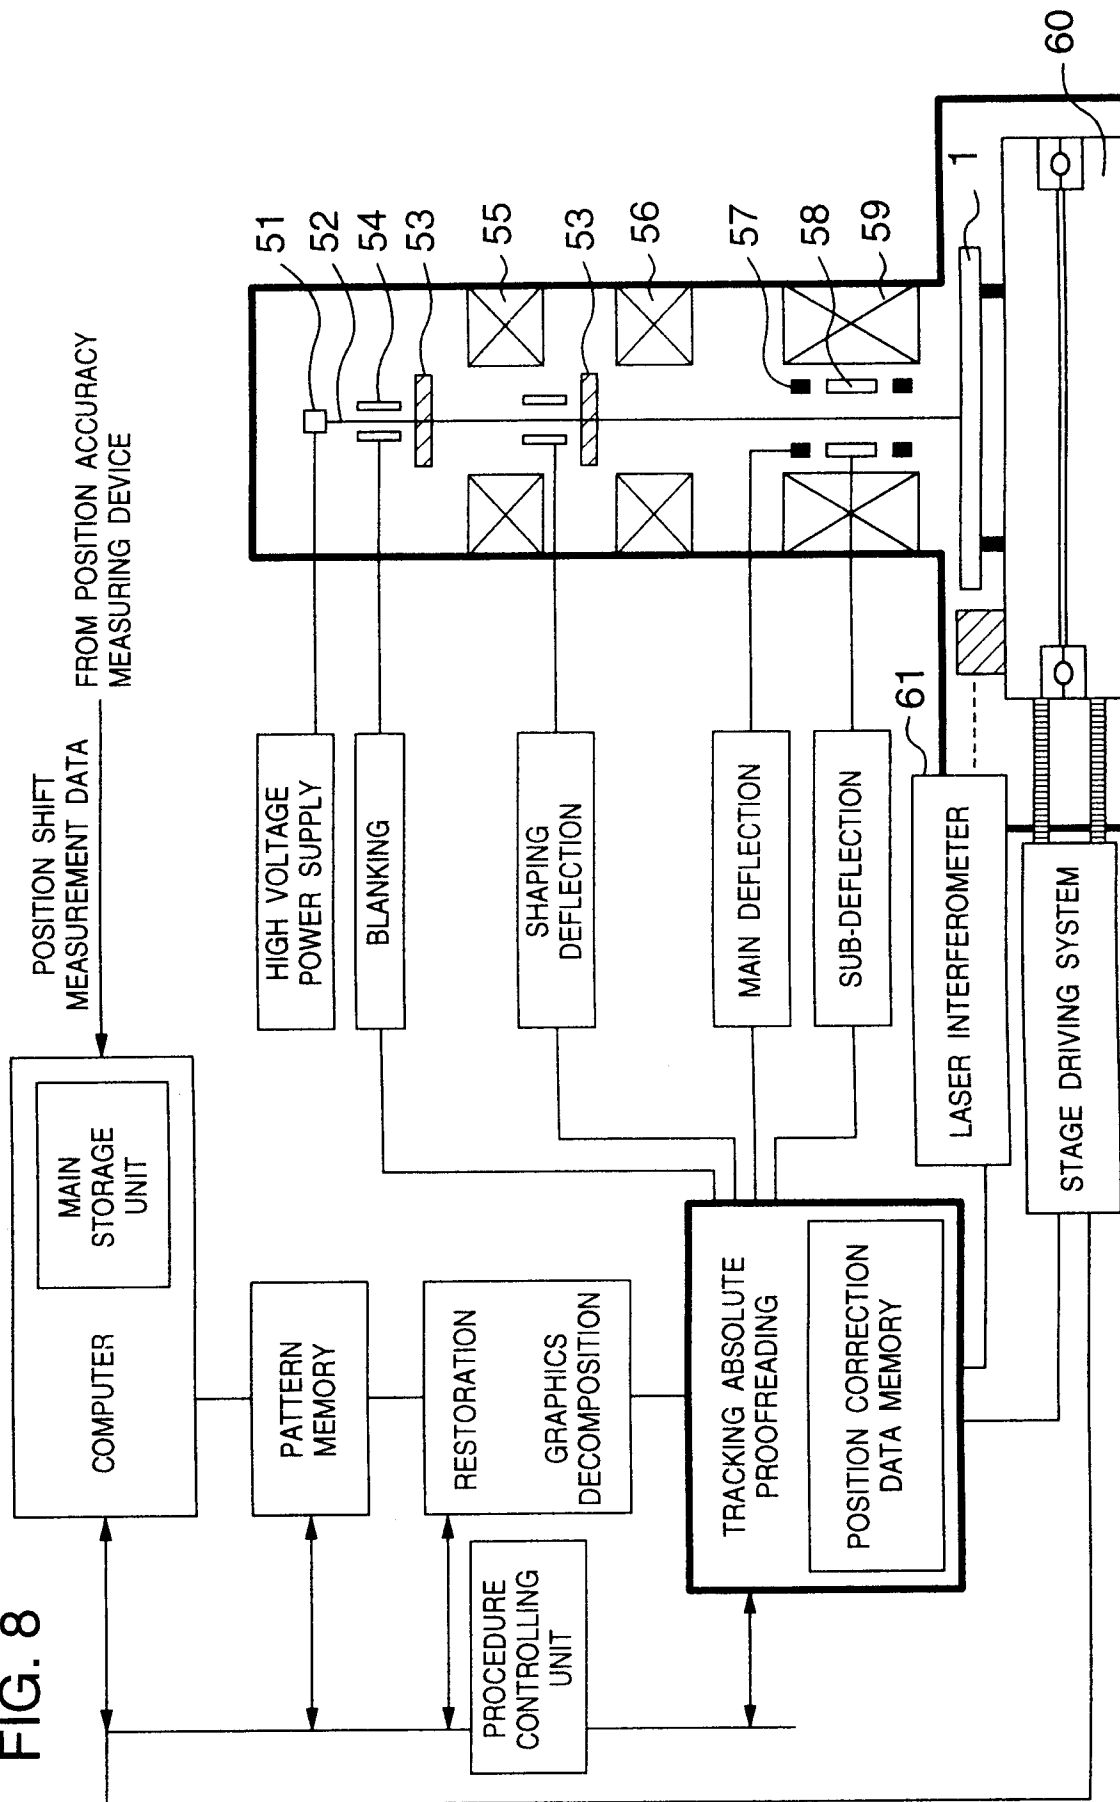 FIG. 8
POSITION SHIFT
MEASUREMENT DATA
FROM POSITION ACCURACY
MEASURING DEVICE
COMPUTER
MAIN
STORAGE
UNIT
PATTERN
MEMORY
RESTORATION
GRAPHICS
DECOMPOSITION
PROCEDURE
CONTROLLING
UNIT
TRACKING ABSOLUTE
PROOFREADING
POSITION CORRECTION
DATA MEMORY
HIGH VOLTAGE
POWER SUPPLY
BLANKING
SHAPING
DEFLECTION
MAIN DEFLECTION
SUB-DEFLECTION
LASER INTERFEROMETER
STAGE DRIVING SYSTEM
51
52
54
53
55
53
56
57
58
59
1
60
61